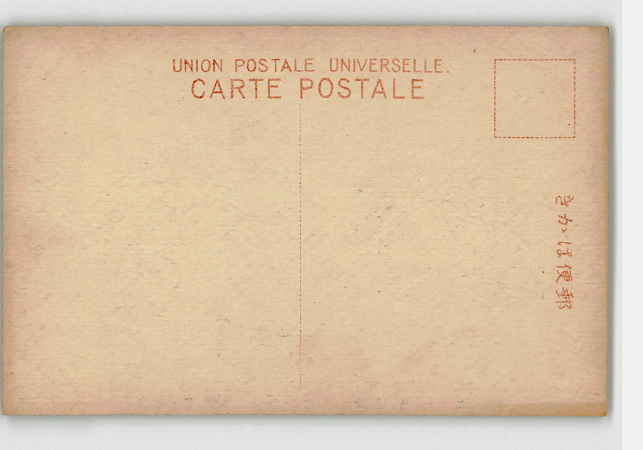 UNION POSTALE UNIVERSELLE.
CARTE POSTALE
郵便はかき